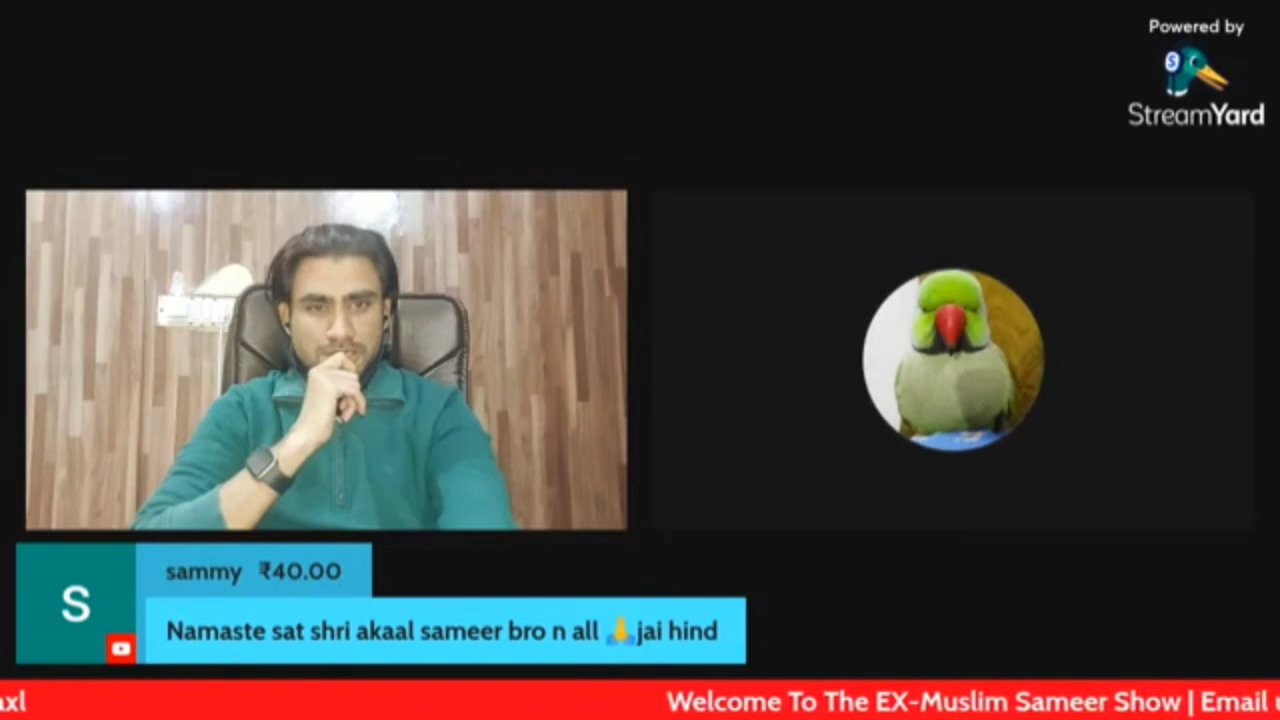 Powered by
StreamYard
S
sammy ₹40.00
Namaste sat shri akaal sameer bro n all 🙏 jai hind
Welcome To The EX-Muslim Sameer Show | Email